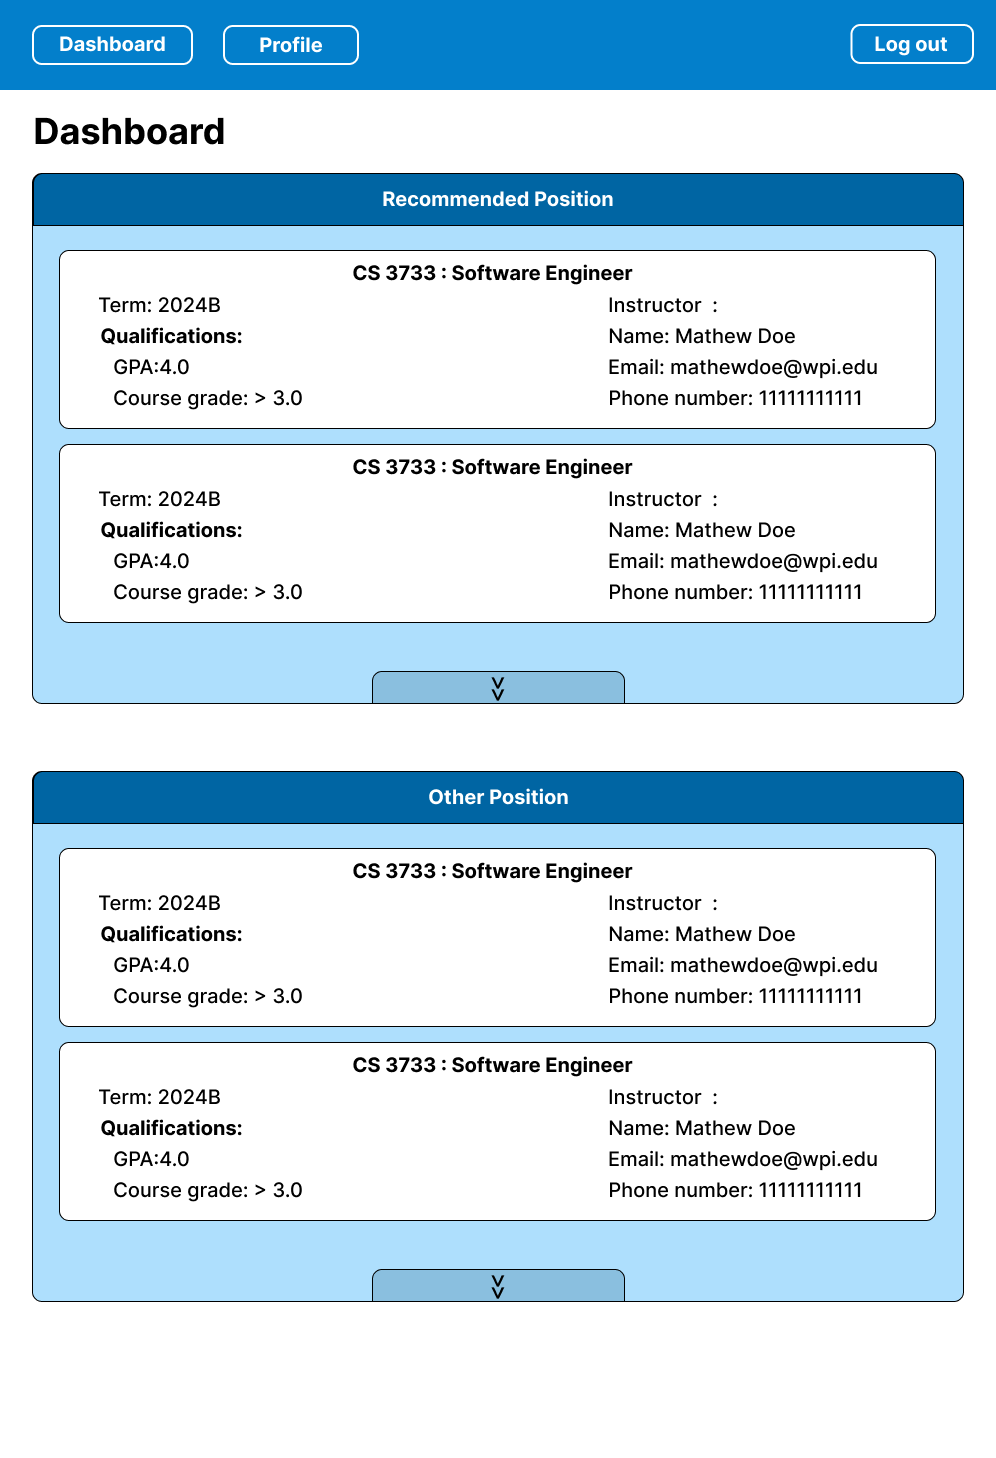 Dashboard Profile Log out
Dashboard
Recommended Position
CS 3733 : Software Engineer
Term: 2024B
Qualifications:
GPA:4.0
Course grade: > 3.0
Instructor :
Name: Mathew Doe
Email: mathewdoe@wpi.edu
Phone number: 11111111111
CS 3733 : Software Engineer
Term: 2024B
Qualifications:
GPA:4.0
Course grade: > 3.0
Instructor :
Name: Mathew Doe
Email: mathewdoe@wpi.edu
Phone number: 11111111111
Other Position
CS 3733 : Software Engineer
Term: 2024B
Qualifications:
GPA:4.0
Course grade: > 3.0
Instructor :
Name: Mathew Doe
Email: mathewdoe@wpi.edu
Phone number: 11111111111
CS 3733 : Software Engineer
Term: 2024B
Qualifications:
GPA:4.0
Course grade: > 3.0
Instructor :
Name: Mathew Doe
Email: mathewdoe@wpi.edu
Phone number: 11111111111